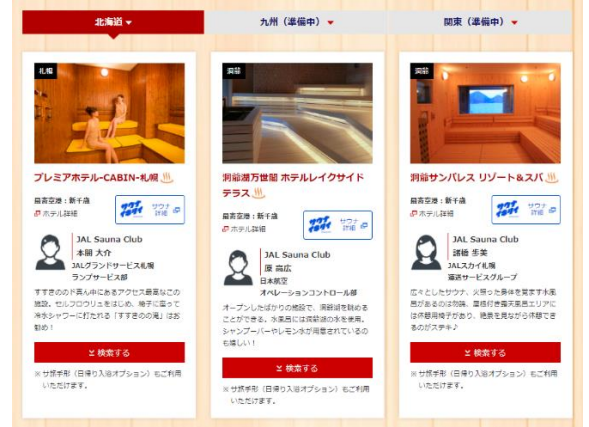 北海道 ▼
九州（準備中） ▼
関東（準備中） ▼
札幌
プレミアホテル-CABIN-札幌
最寄空港：新千歳
ホテル詳細
サウナイキタイ
サウナ
詳細
JAL Sauna Club
本間 大介
JALグランドサービス札幌
ランプサービス部
すすきののど真ん中にあるアクセス最高なこの
施設。セルフロウリュをはじめ、椅子に座って
冷水シャワーに打たれる「すすきのの滝」はお
勧め！
検索する
※ サ旅手形（日帰り入浴オプション）もご利用
いただけます。
洞爺
洞爺湖万世閣 ホテルレイクサイド
テラス
最寄空港：新千歳
ホテル詳細
サウナイキタイ
サウナ
詳細
JAL Sauna Club
原 高広
日本航空
オペレーションコントロール部
オープンしたばかりの施設で、洞爺湖を眺める
ことができる。水風呂には洞爺湖の水を使用。
シャンプーバーやレモン水が用意されているの
も嬉しい！
検索する
※ サ旅手形（日帰り入浴オプション）もご利用
いただけます。
洞爺
洞爺サンパレス リゾート＆スパ
最寄空港：新千歳
ホテル詳細
サウナイキタイ
サウナ
詳細
JAL Sauna Club
諸橋 歩美
JALスカイ札幌
運送サービスグループ
広々としたサウナ、火照った身体を覚ます水風
呂があるのは勿論、屋根付き露天風呂エリアに
は休憩用椅子があり、絶景を見ながら休憩でき
るのがステキ♪
検索する
※ サ旅手形（日帰り入浴オプション）もご利用
いただけます。